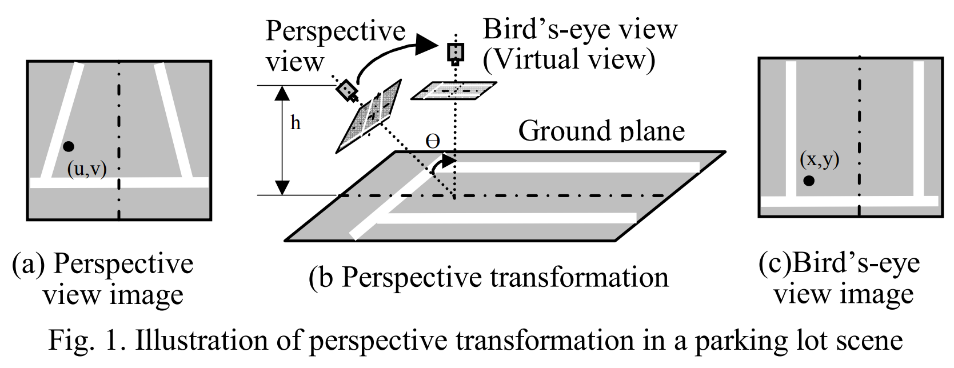 Perspective
view
Bird's-eye view
(Virtual view)
h
Θ
Ground plane
(u,v)
(x,y)
(a) Perspective
view image
(b Perspective transformation
(c)Bird's-eye
view image
Fig. 1. Illustration of perspective transformation in a parking lot scene